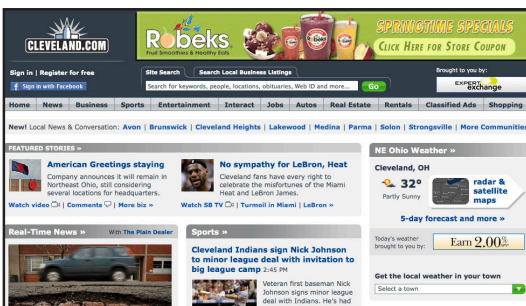 CLEVELAND.COM
Robeks
Fruit Smoothies & Healthy Eats
SPRINGTIME SPECIALS
CLICK HERE FOR STORE COUPON
Sign in | Register for free
Sign in with Facebook
Site Search
Search Local Business Listings
Search for keywords, people, locations, obituaries, Web ID and more...
Go
Brought to you by:
EXPERT exchange
Home News Business Sports Entertainment Interact Jobs Autos Real Estate Rentals Classified Ads Shopping
New! Local News & Conversation: Avon | Brunswick | Cleveland Heights | Lakewood | Medina | Parma | Solon | Strongsville | More Communities
FEATURED STORIES »
American Greetings staying
Company announces it will remain in
Northeast Ohio, still considering
several locations for headquarters.
Watch video | Comments | More biz »
No sympathy for LeBron, Heat
Cleveland fans have every right to
celebrate the misfortunes of the Miami
Heat and LeBron James.
Watch SB TV | Turmoil in Miami | LeBron »
NE Ohio Weather »
Cleveland, OH
32°
Partly Sunny
radar &
satellite
maps
5-day forecast and more »
Today's weather
brought to you by:
Earn 2.00%
Get the local weather in your town
Select a town
Real-Time News »
With The Plain Dealer
Sports »
Cleveland Indians sign Nick Johnson
to minor league deal with invitation to
big league camp 2:45 PM
Veteran first baseman Nick
Johnson signs minor league
deal with Indians. He's had